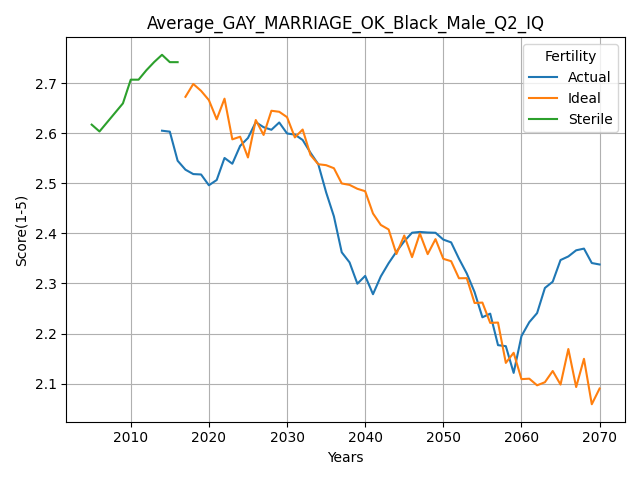 Average_GAY_MARRIAGE_OK_Black_Male_Q2_IQ
Fertility
Actual
Ideal
Sterile
Score(1-5)
2.7
2.6
2.5
2.4
2.3
2.2
2.1
2010 2020 2030 2040 2050 2060 2070
Years